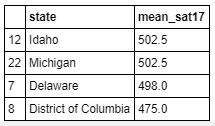 state mean_sat17
12 Idaho 502.5
22 Michigan 502.5
7 Delaware 498.0
8 District of Columbia 475.0